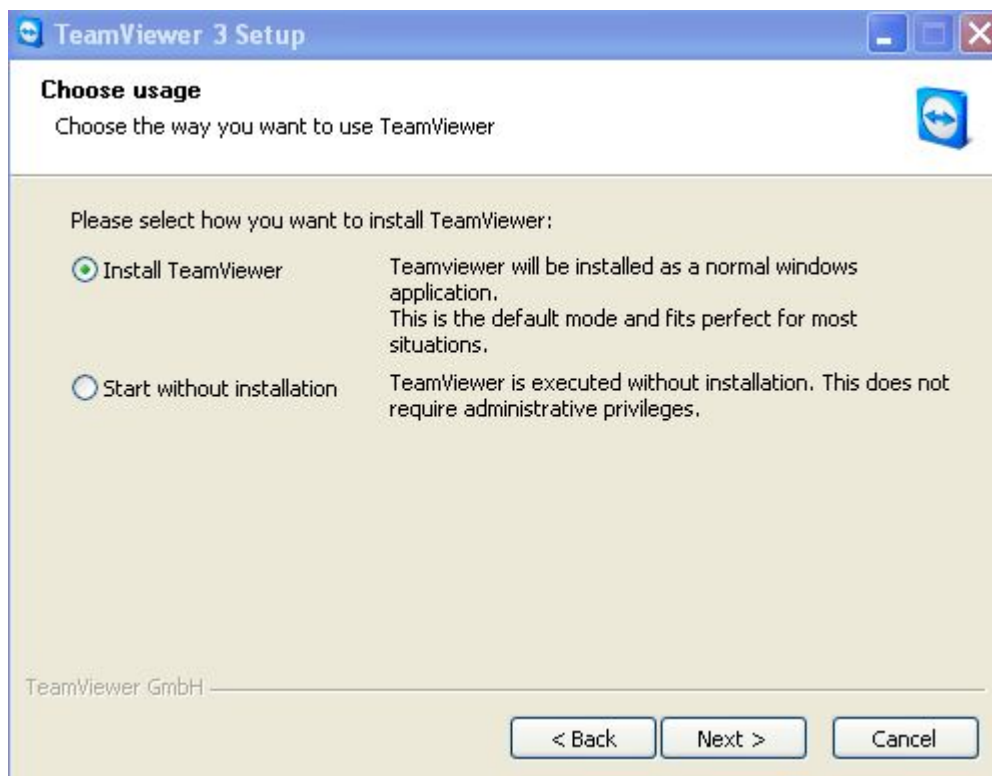 TeamViewer 3 Setup
Choose usage
Choose the way you want to use TeamViewer
Please select how you want to install TeamViewer:
Install TeamViewer
Teamviewer will be installed as a normal windows
application.
This is the default mode and fits perfect for most
situations.
Start without installation
TeamViewer is executed without installation. This does not
require administrative privileges.
TeamViewer GmbH
< Back
Next >
Cancel